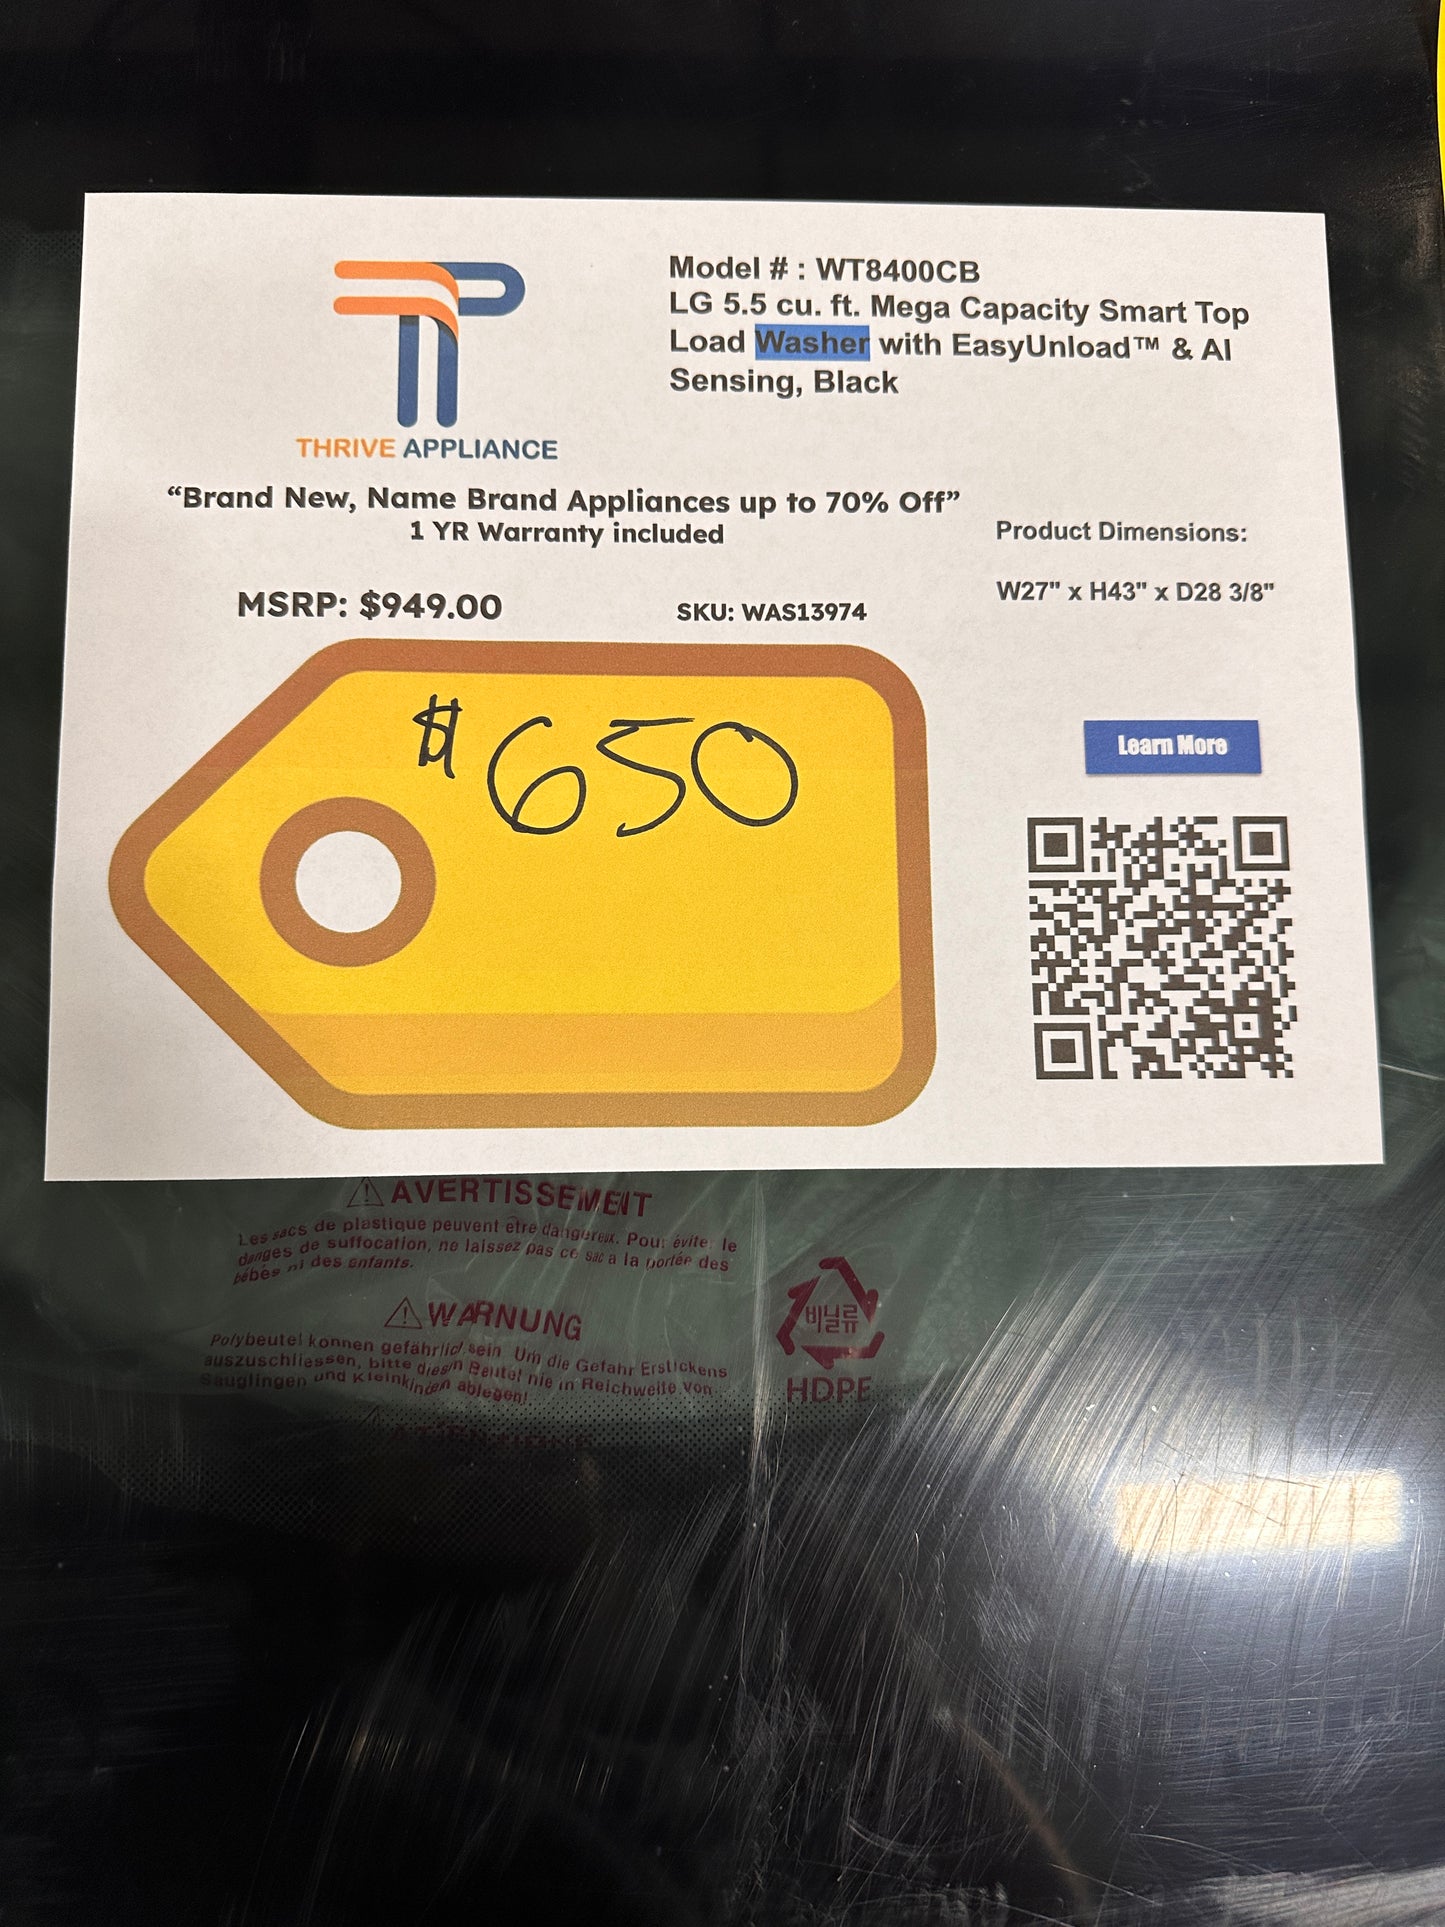 THRIVE APPLIANCE
Model # : WT8400CB
LG 5.5 cu. ft. Mega Capacity Smart Top
Load Washer with EasyUnload™ & AI
Sensing, Black
“Brand New, Name Brand Appliances up to 70% Off”
1 YR Warranty included
Product Dimensions:
W27" x H43" x D28 3/8"
MSRP: $949.00
SKU: WAS13974
$650
Learn More
AVERTISSEMENT
Les sacs de plastique peuvent être dangereux. Pour éviter le
danges de suffocation, ne laissez pas ce sac a la portée des
bébés ni des enfants.
WARNUNG
Polybeutel konnen gefährlich sein Um die Gefahr Erstickens
auszuschliessen, bitte diesn Beutel nie in Reichweite von
Sauglingen und Kleinkinden ablegen!
비닐류
HDPE